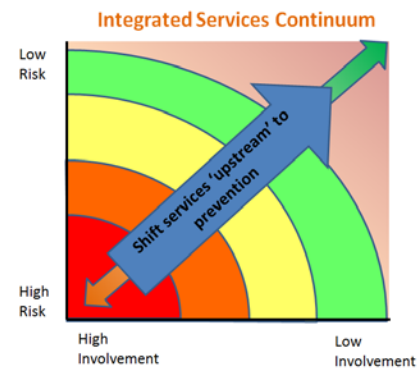 Integrated Services Continuum
Low
Risk
Shift services 'upstream' to
prevention
High
Risk
High
Involvement
Low
Involvement